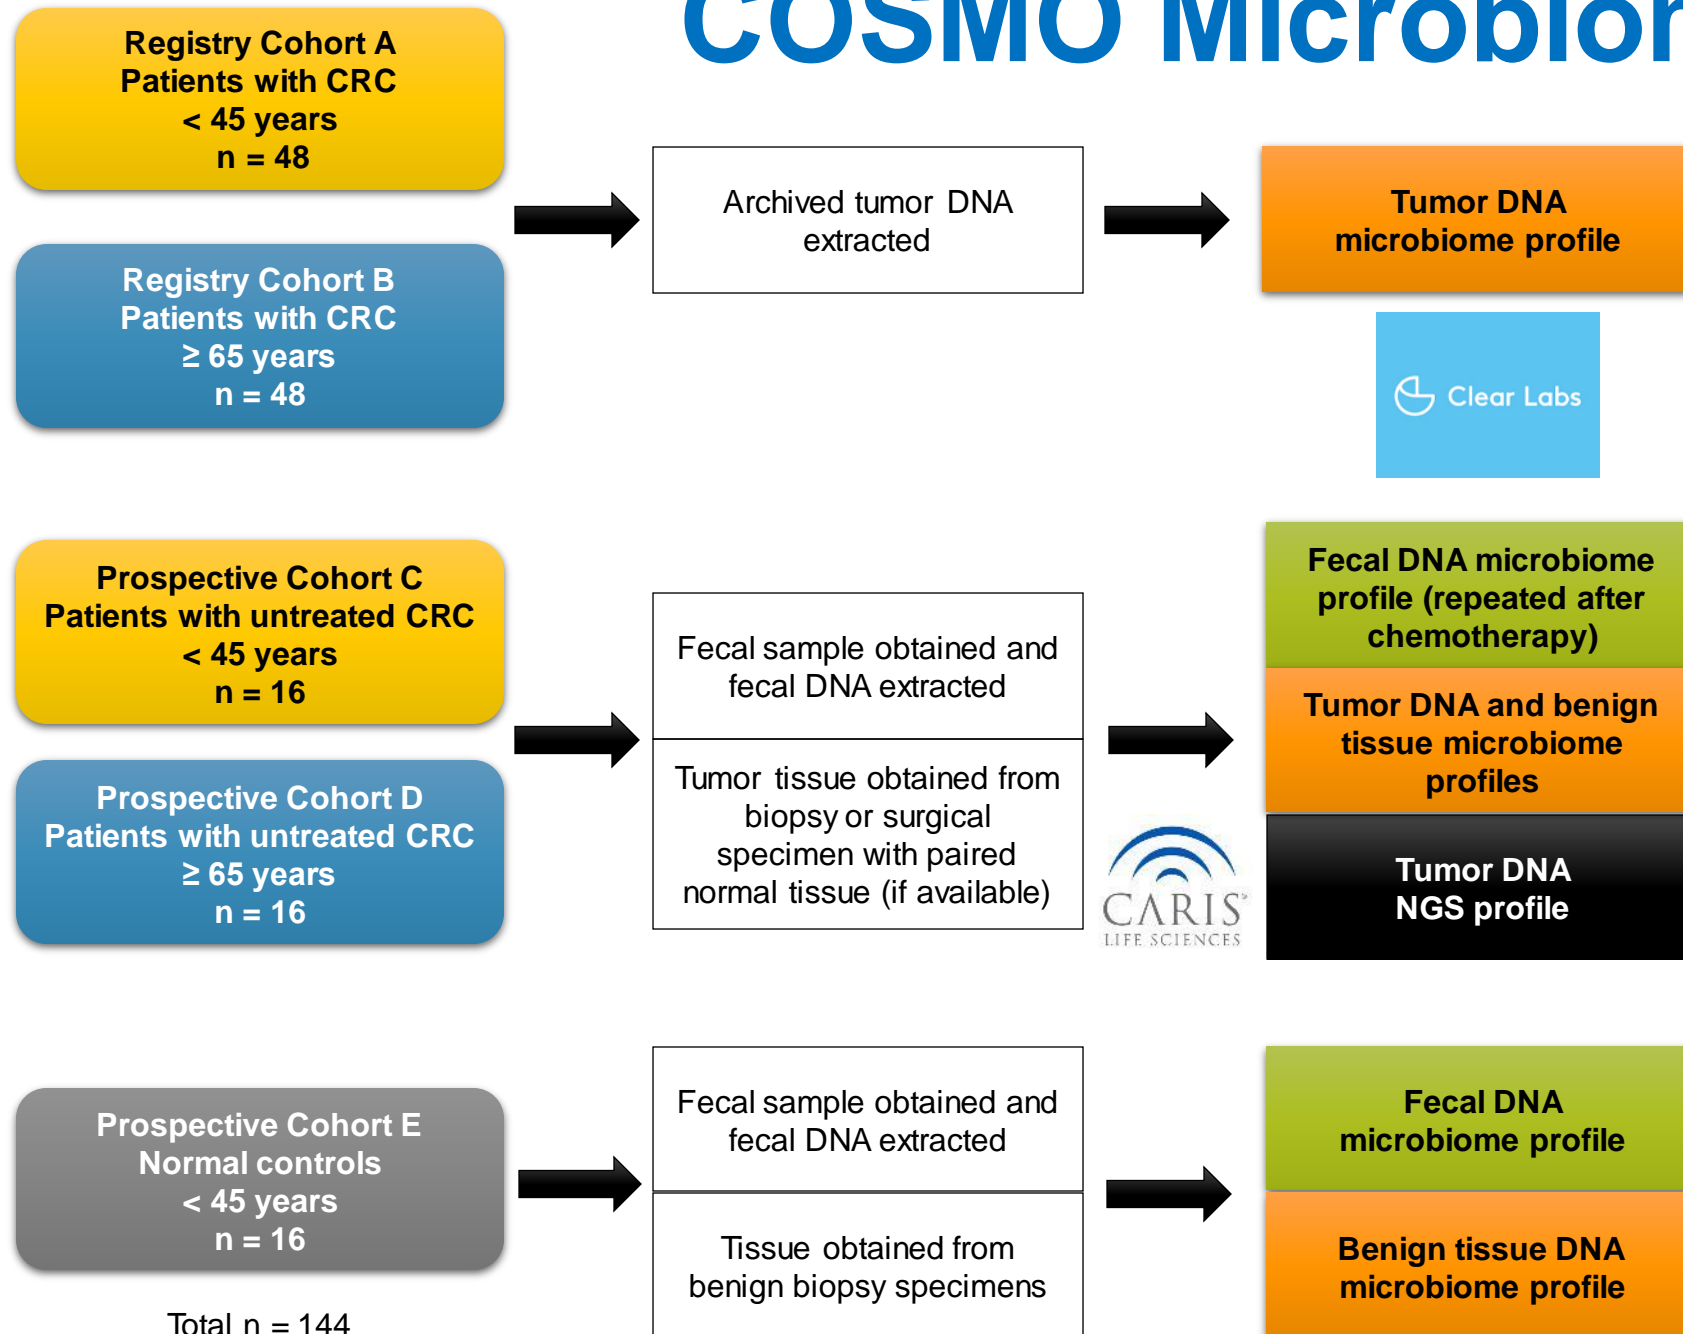 COSMO Microbiom
Registry Cohort A
Patients with CRC
< 45 years
n = 48
Registry Cohort B
Patients with CRC
≥ 65 years
n = 48
Archived tumor DNA
extracted
Tumor DNA
microbiome profile
Clear Labs
Prospective Cohort C
Patients with untreated CRC
< 45 years
n = 16
Prospective Cohort D
Patients with untreated CRC
≥ 65 years
n = 16
Fecal sample obtained and
fecal DNA extracted
Tumor tissue obtained from
biopsy or surgical
specimen with paired
normal tissue (if available)
CARIS
LIFE SCIENCES
Fecal DNA microbiome
profile (repeated after
chemotherapy)
Tumor DNA and benign
tissue microbiome
profiles
Tumor DNA
NGS profile
Prospective Cohort E
Normal controls
< 45 years
n = 16
Total n = 144
Fecal sample obtained and
fecal DNA extracted
Tissue obtained from
benign biopsy specimens
Fecal DNA
microbiome profile
Benign tissue DNA
microbiome profile